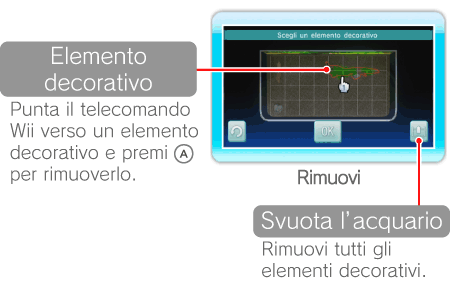 Scegli un elemento decorativo
Elemento
decorativo
Punta il telecomando
Wii verso un elemento
decorativo e premi Ⓐ
per rimuoverlo.
OK
Rimuovi
Svuota l'acquario
Rimuovi tutti gli
elementi decorativi.